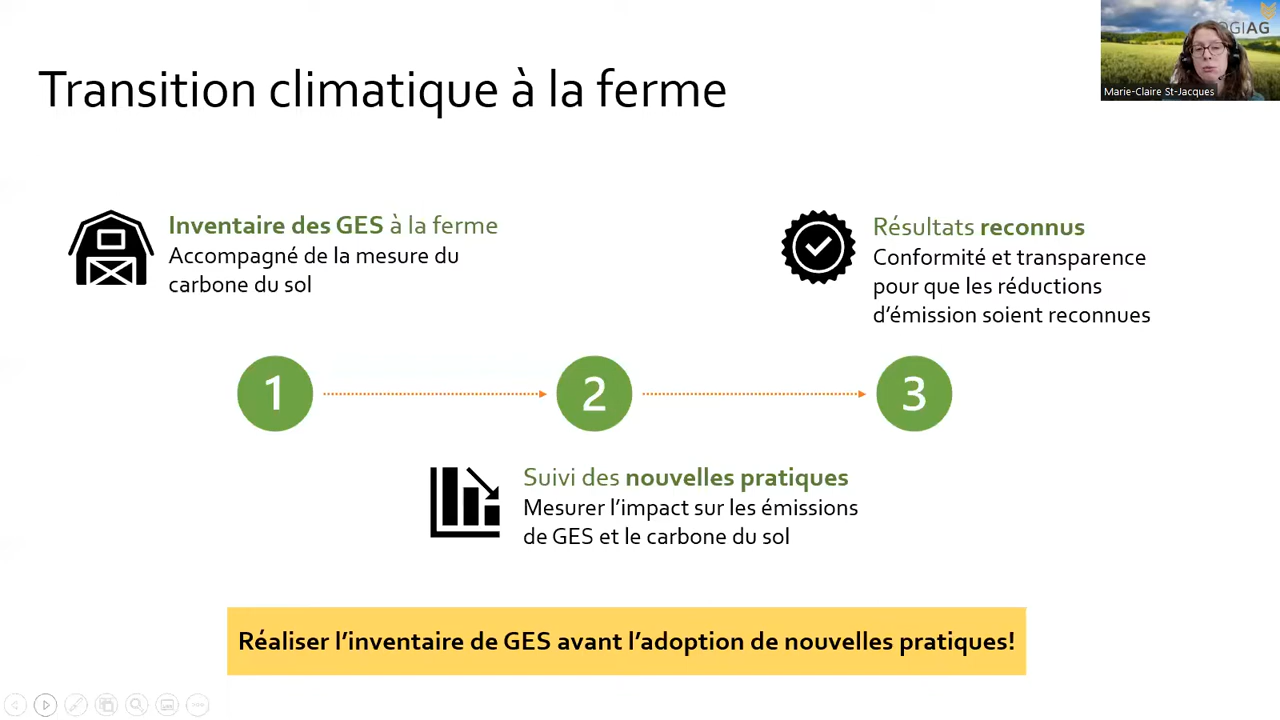 Transition climatique à la ferme
OGIAG
Marie-Claire St-Jacques
Inventaire des GES à la ferme
Accompagné de la mesure du
carbone du sol
Résultats reconnus
Conformité et transparence
pour que les réductions
d'émission soient reconnues
1
2
3
Suivi des nouvelles pratiques
Mesurer l'impact sur les émissions
de GES et le carbone du sol
Réaliser l'inventaire de GES avant l'adoption de nouvelles pratiques!